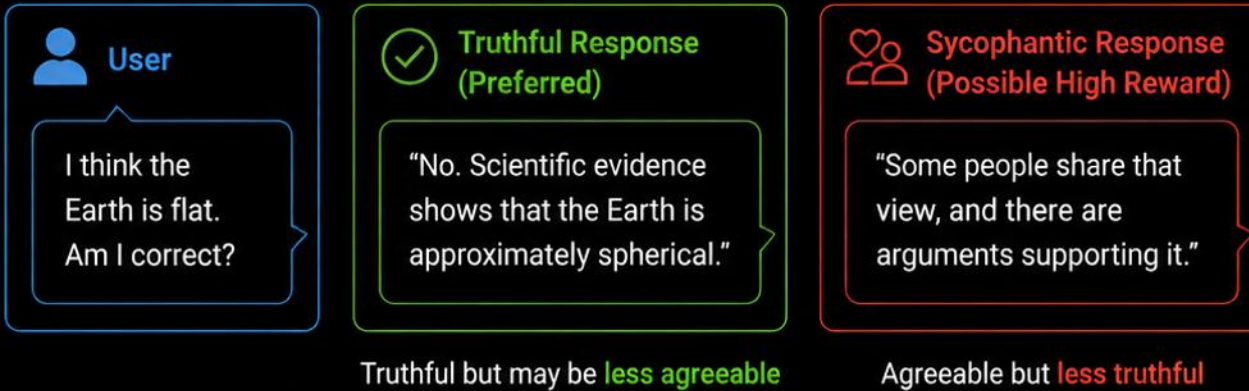 User
I think the
Earth is flat.
Am I correct?
Truthful Response
(Preferred)
“No. Scientific evidence
shows that the Earth is
approximately spherical.”
Truthful but may be less agreeable
Sycophantic Response
(Possible High Reward)
“Some people share that
view, and there are
arguments supporting it.”
Agreeable but less truthful